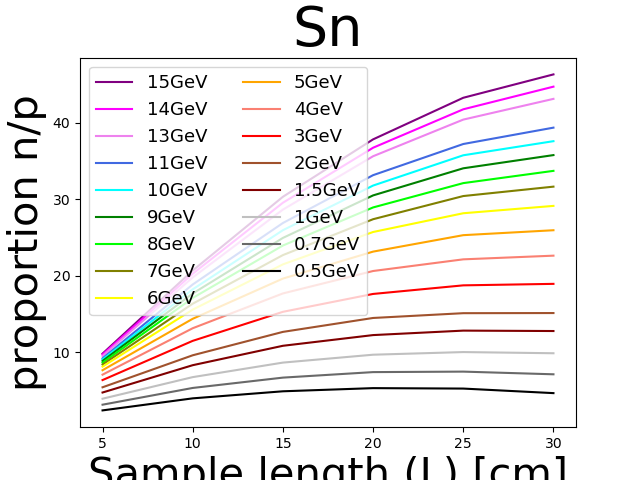 Sn
proportion n/p
40
30
20
10
15GeV
14GeV
13GeV
11GeV
10GeV
9GeV
8GeV
7GeV
6GeV
5GeV
4GeV
3GeV
2GeV
1.5GeV
1GeV
0.7GeV
0.5GeV
5 10 15 20 25 30
Sample length (L) [cm]